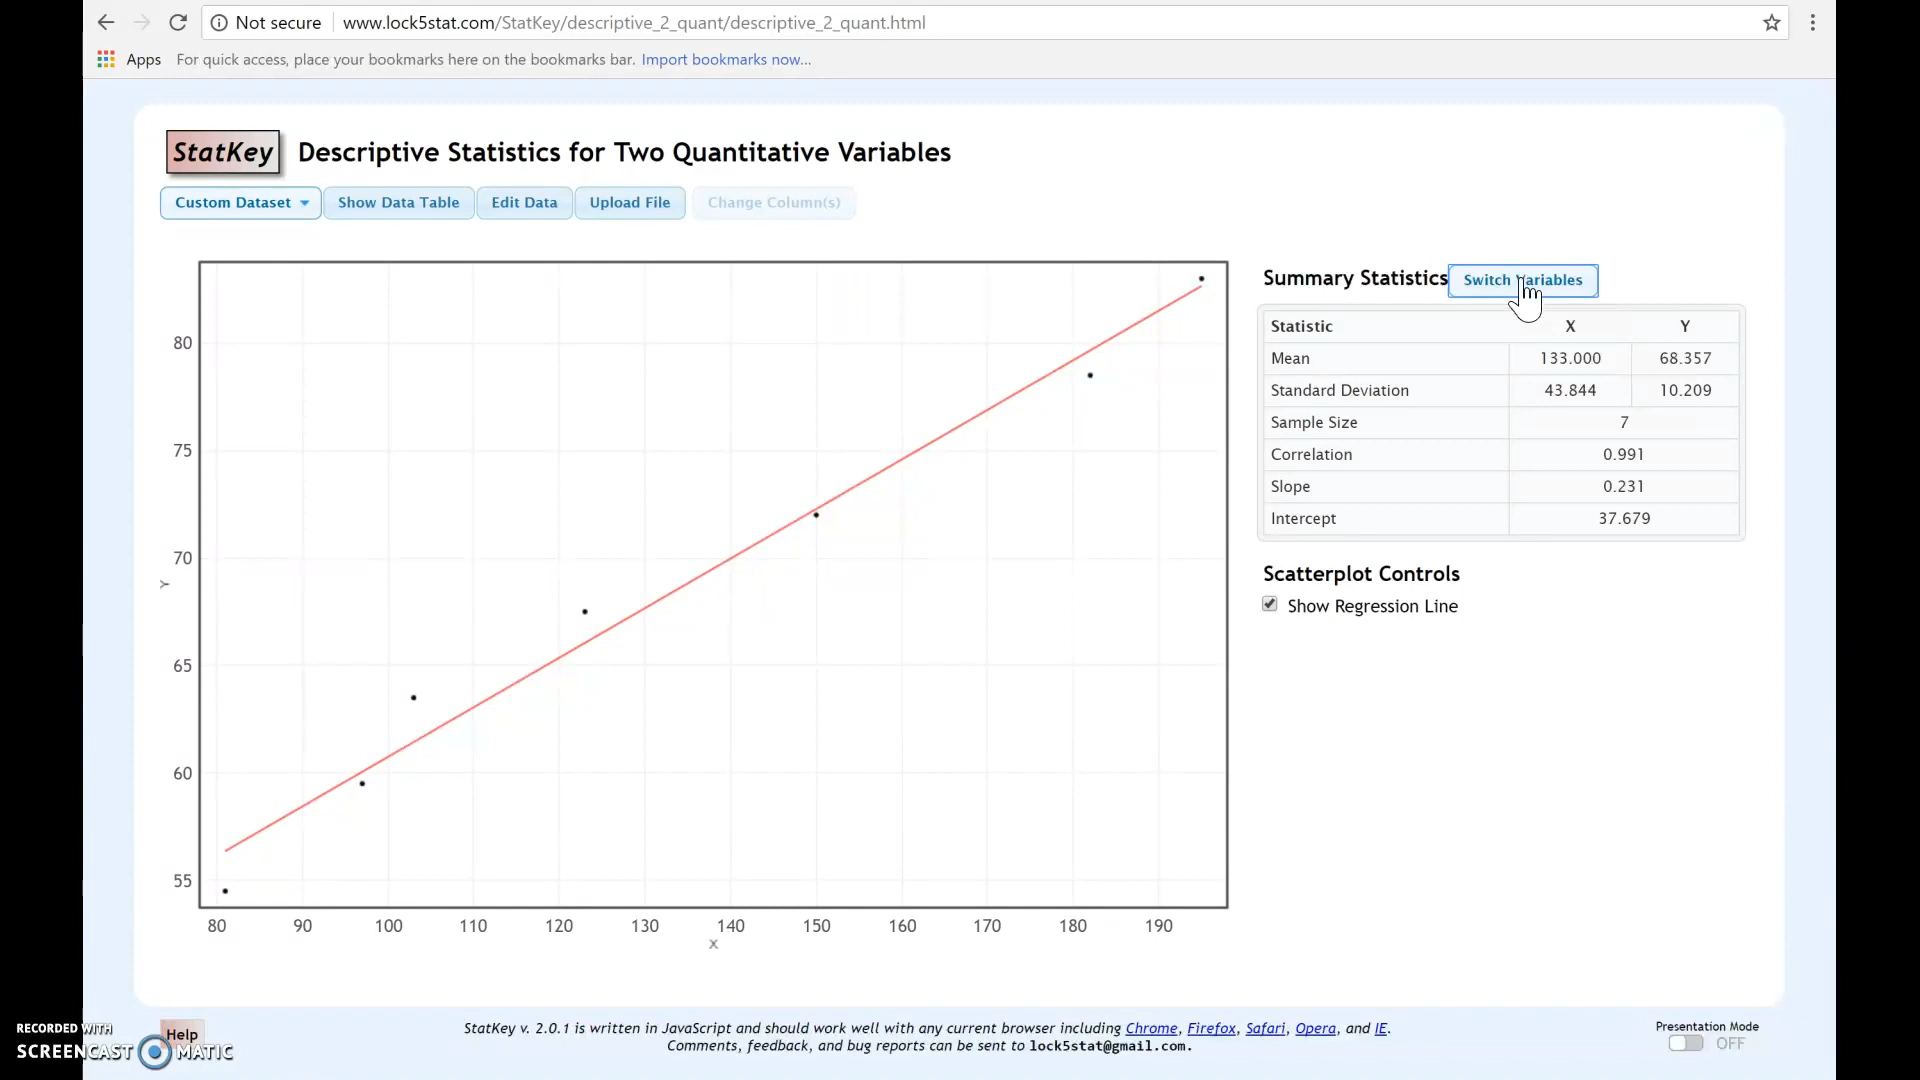 Not secure www.lock5stat.com/StatKey/descriptive_2_quant/descriptive_2_quant.html
Apps For quick access, place your bookmarks here on the bookmarks bar. Import bookmarks now...
StatKey Descriptive Statistics for Two Quantitative Variables
Custom Dataset Show Data Table Edit Data Upload File Change Column(s)
Summary Statistics Switch Variables
Statistic X Y
Mean 133.000 68.357
Standard Deviation 43.844 10.209
Sample Size 7
Correlation 0.991
Slope 0.231
Intercept 37.679
Scatterplot Controls
Show Regression Line
80
75
70
Y
65
60
55
80 90 100 110 120 130 140 150 160 170 180 190
X
Help
StatKey v. 2.0.1 is written in JavaScript and should work well with any current browser including Chrome, Firefox, Safari, Opera, and IE.
Comments, feedback, and bug reports can be sent to lock5stat@gmail.com.
Presentation Mode
OFF
RECORDED WITH
SCREENCAST MATIC